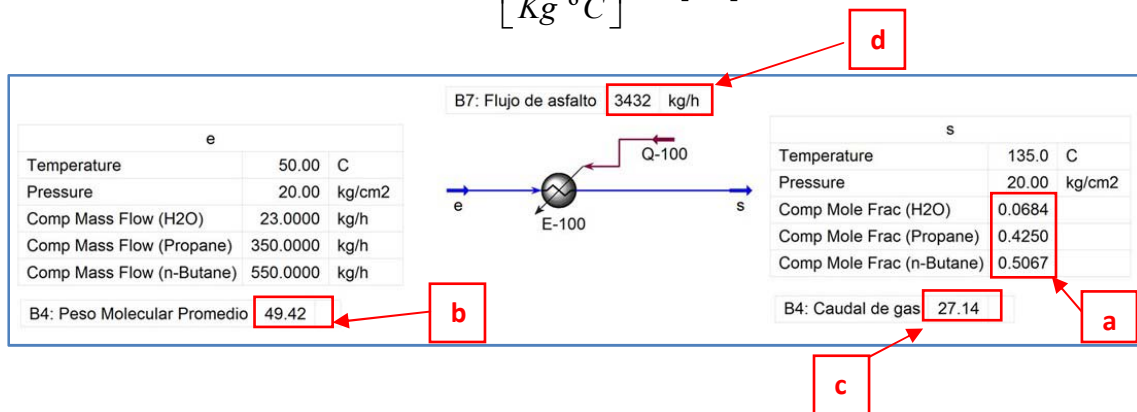 [Kg °C]
d
B7: Flujo de asfalto 3432 kg/h
e
Temperature 50.00 C
Pressure 20.00 kg/cm2
Comp Mass Flow (H2O) 23.0000 kg/h
Comp Mass Flow (Propane) 350.0000 kg/h
Comp Mass Flow (n-Butane) 550.0000 kg/h
B4: Peso Molecular Promedio 49.42
b
Q-100
e
E-100
s
s
Temperature 135.0 C
Pressure 20.00 kg/cm2
Comp Mole Frac (H2O) 0.0684
Comp Mole Frac (Propane) 0.4250
Comp Mole Frac (n-Butane) 0.5067
B4: Caudal de gas 27.14
a
c